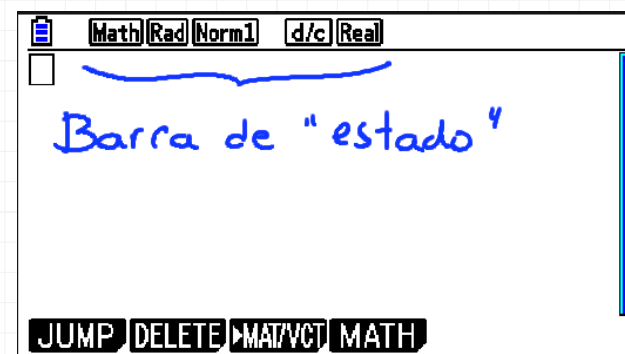 Math Rad Norm1 d/c Real
Barra de "estado"
JUMP DELETE ►MAT/VCT MATH